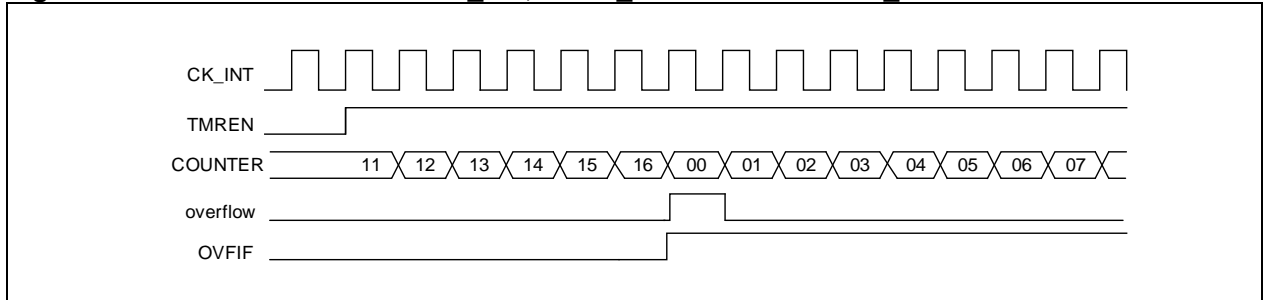 CK_INT
TMREN
COUNTER 11 12 13 14 15 16 00 01 02 03 04 05 06 07
overflow
OVFIF